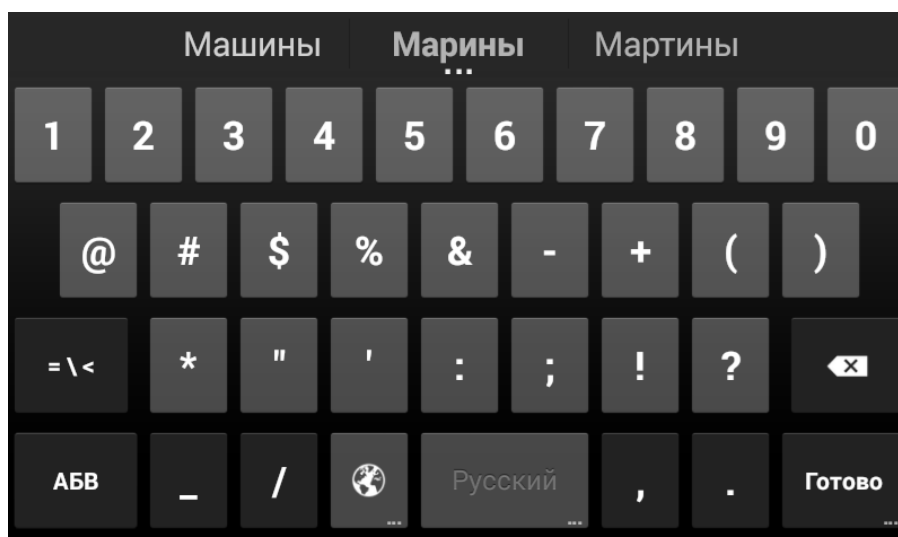 Машины Марины Мартины
1 2 3 4 5 6 7 8 9 0
@ # $ % & - + ( )
=\< * " ' : ; ! ?
АБВ _ / Русский , . Готово